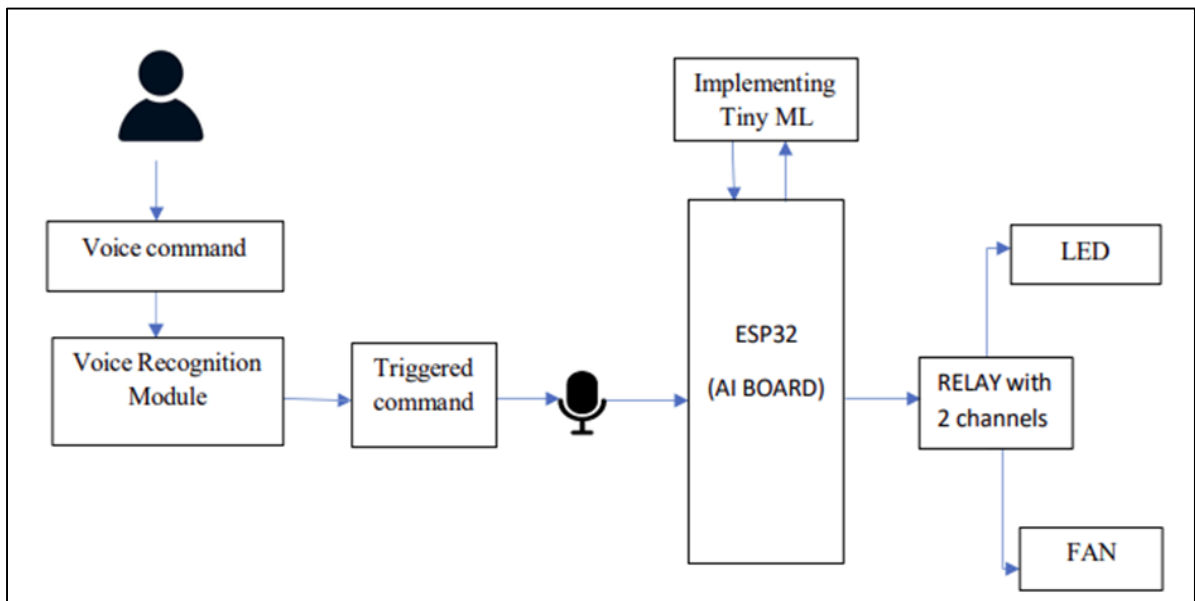 Voice command
Voice Recognition
Module
Triggered
command
Implementing
Tiny ML
ESP32
(AI BOARD)
RELAY with
2 channels
LED
FAN